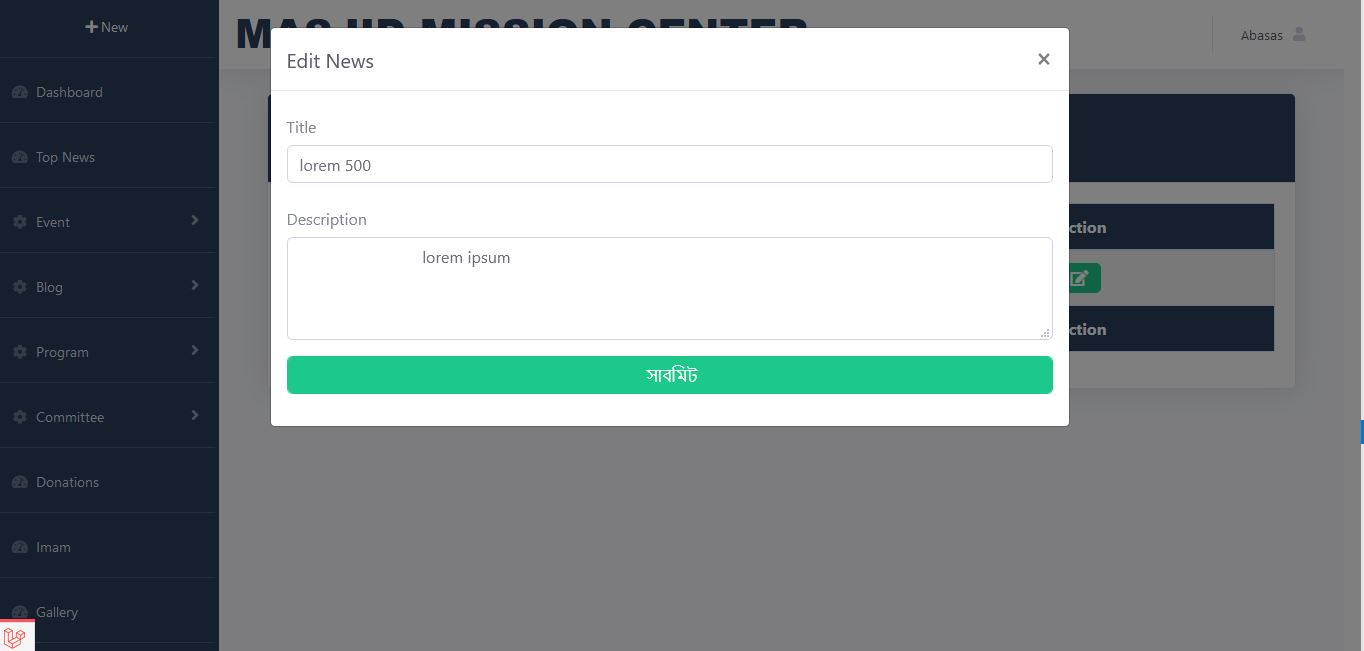 New
MASJID MISSION CENTER
Abasas
Dashboard
Top News
Event
Blog
Program
Committee
Donations
Imam
Gallery
Edit News
×
Title
lorem 500
Description
lorem ipsum
সাবমিট
ction
ction